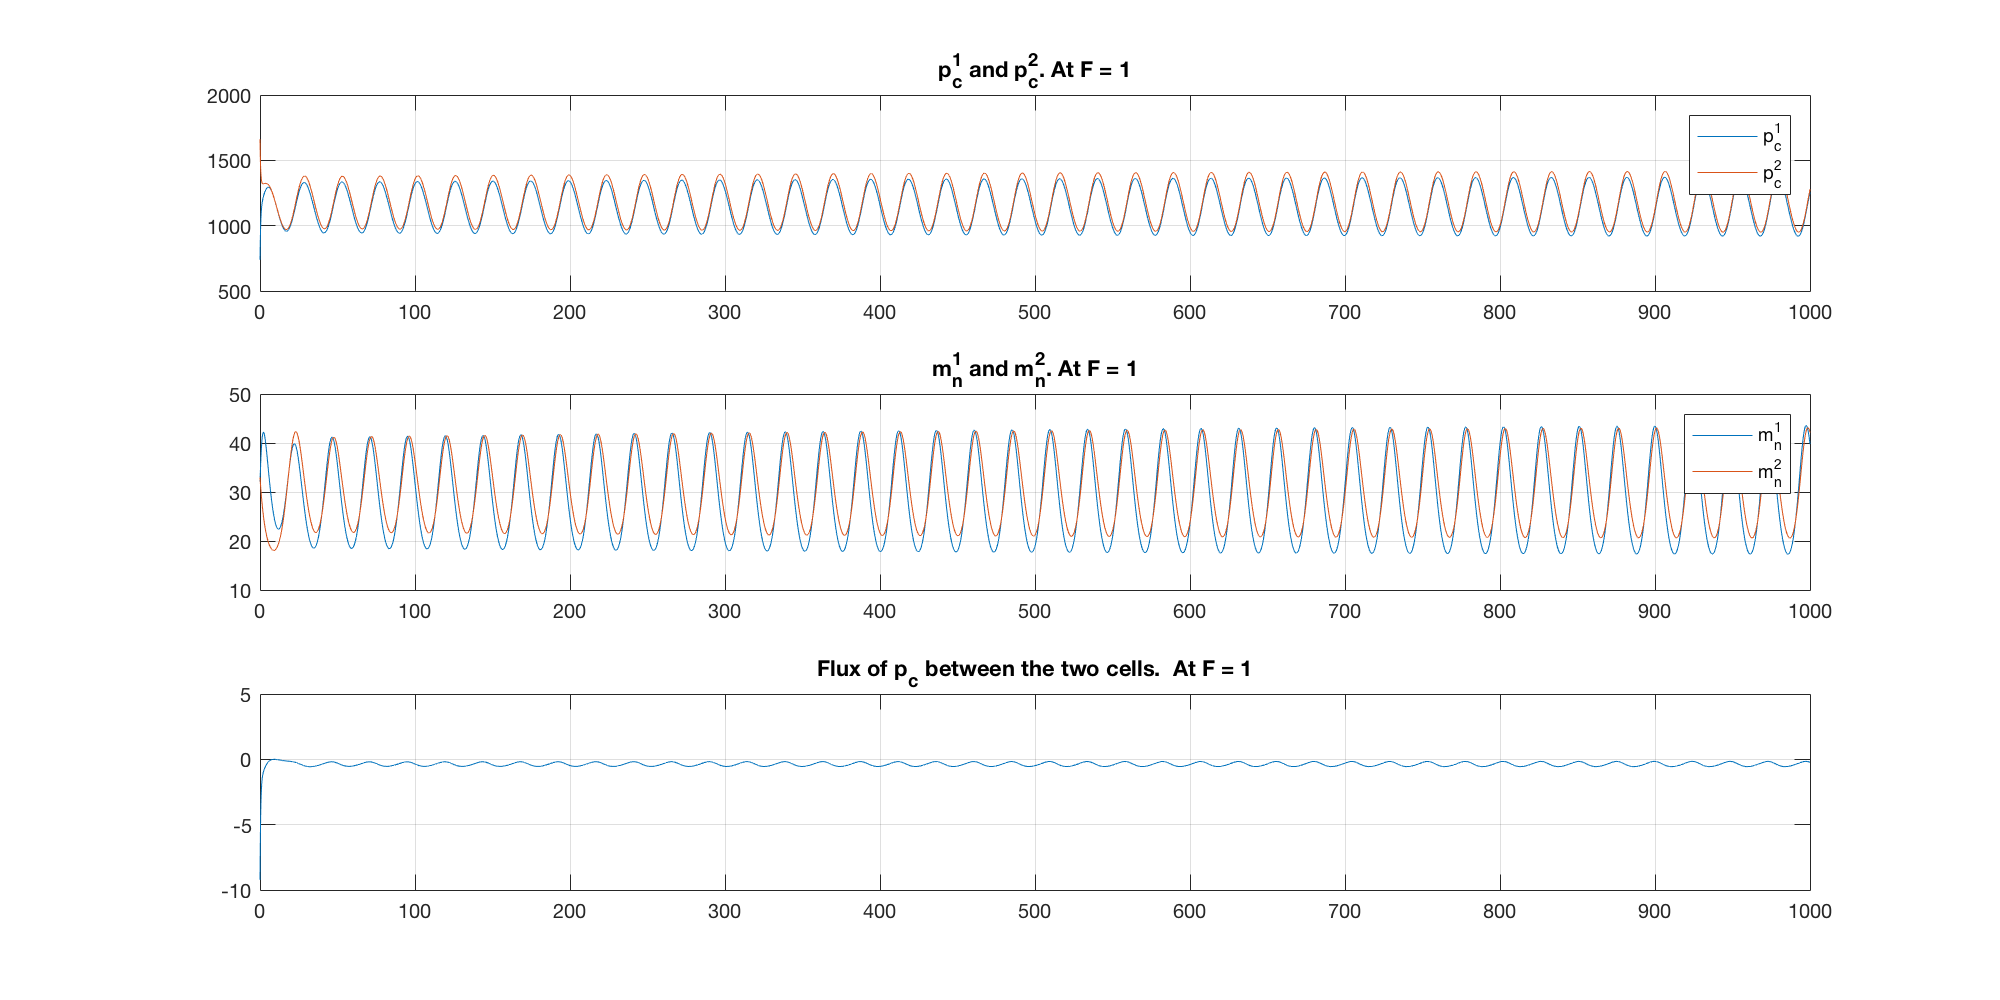 p_c^1 and p_c^2. At F = 1
2000
1500
1000
500
0 100 200 300 400 500 600 700 800 900 1000
p_c^1
p_c^2
m_n^1 and m_n^2. At F = 1
50
40
30
20
10
0 100 200 300 400 500 600 700 800 900 1000
m_n^1
m_n^2
Flux of p_c between the two cells. At F = 1
5
0
-5
-10
0 100 200 300 400 500 600 700 800 900 1000